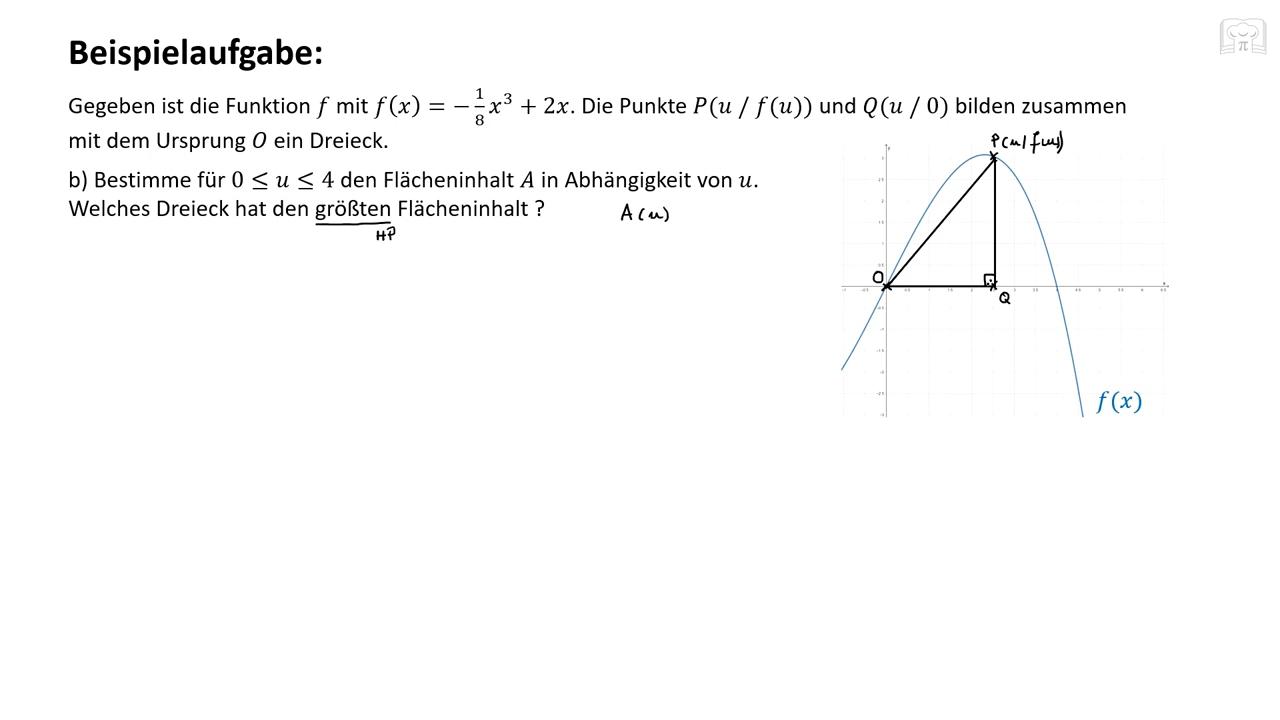 Beispielaufgabe:
Gegeben ist die Funktion f mit f(x) = −1/8 x³ + 2x. Die Punkte P(u / f(u)) und Q(u / 0) bilden zusammen
mit dem Ursprung O ein Dreieck.
P(u/f(u))
b) Bestimme für 0 ≤ u ≤ 4 den Flächeninhalt A in Abhängigkeit von u.
Welches Dreieck hat den größten Flächeninhalt ?
A(u)
HP
O
Q
f(x)